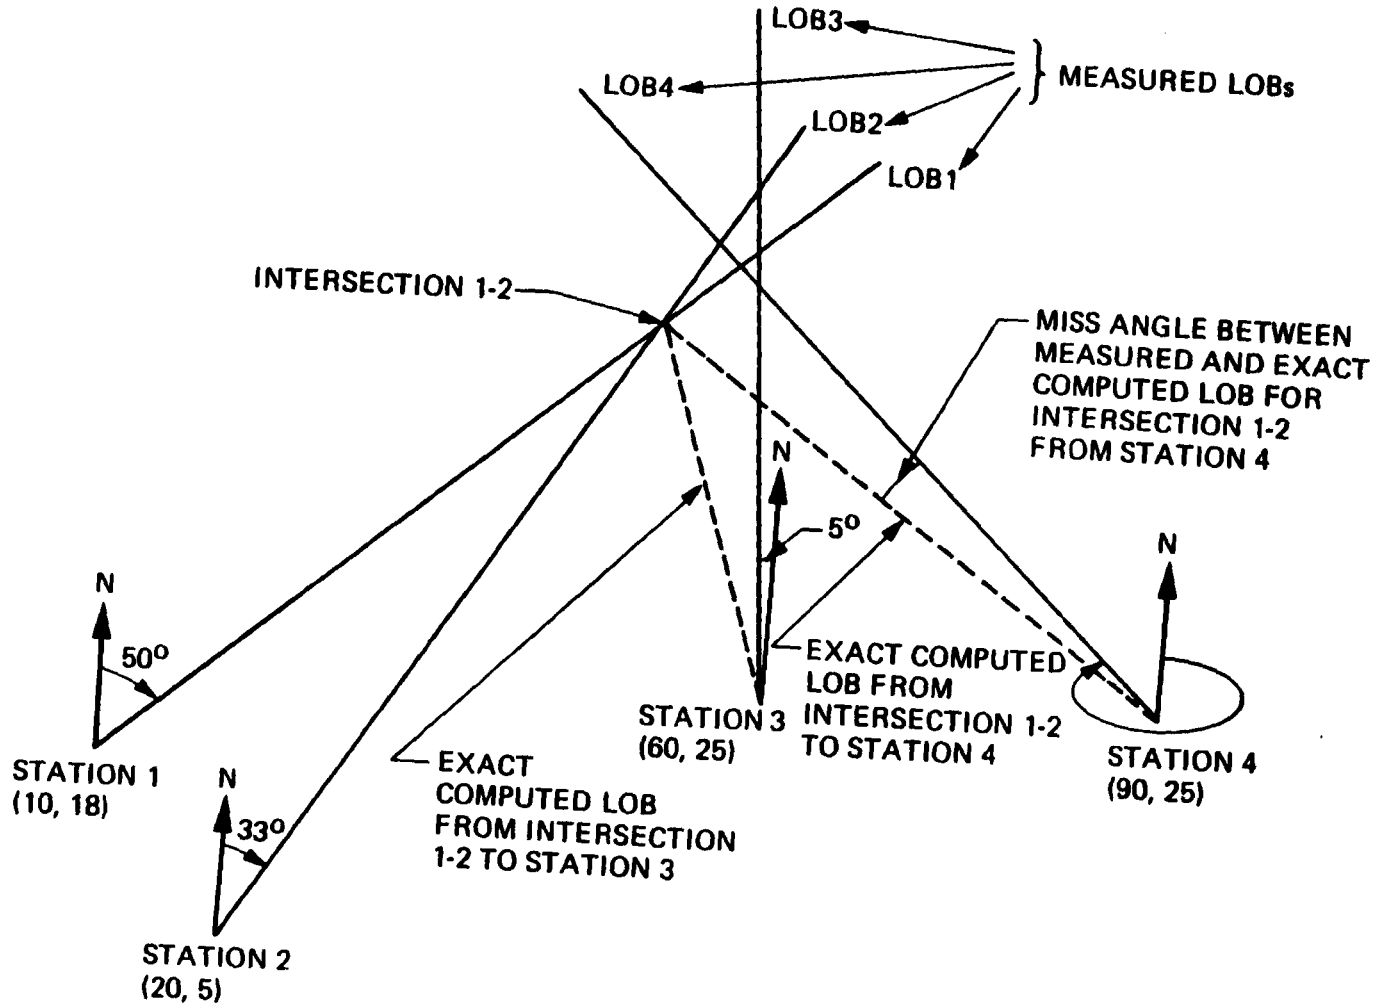 LOB3
LOB4
MEASURED LOBs
LOB2
LOB1
INTERSECTION 1-2
MISS ANGLE BETWEEN
MEASURED AND EXACT
COMPUTED LOB FOR
INTERSECTION 1-2
FROM STATION 4
N
5°
N
N
50°
EXACT COMPUTED
LOB FROM
INTERSECTION 1-2
TO STATION 4
STATION 3
(60, 25)
STATION 4
(90, 25)
STATION 1
(10, 18)
N
33°
EXACT
COMPUTED LOB
FROM INTERSECTION
1-2 TO STATION 3
STATION 2
(20, 5)